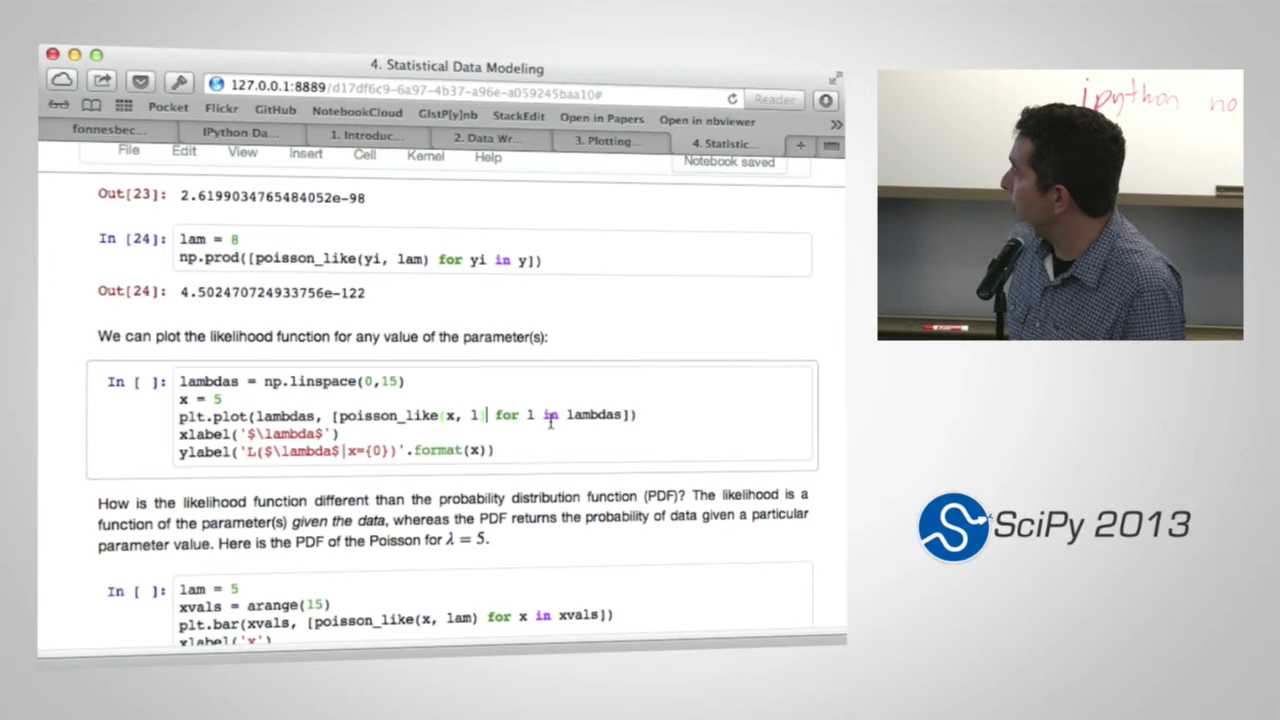 4. Statistical Data Modeling
127.0.0.1:8889/d17df6c9-6a97-4b37-a96e-a059245baa10#
Reader
Pocket Flickr GitHub NotebookCloud GIstP[y]nb StackEdit Open in Papers Open in nbviewer
fonnesbec... IPython Da... 1. Introduc... 2. Data Wr... 3. Plotting... 4. Statistic...
File Edit View Insert Cell Kernel Help
Notebook saved
Out[23]: 2.6199034765484052e-98
In [24]: lam = 8
np.prod([poisson_like(yi, lam) for yi in y])
Out[24]: 4.502470724933756e-122
We can plot the likelihood function for any value of the parameter(s):
In [ ]: lambdas = np.linspace(0,15)
x = 5
plt.plot(lambdas, [poisson_like(x, l) for l in lambdas])
xlabel('$\lambda$')
ylabel('L($\lambda$|x={0})'.format(x))
How is the likelihood function different than the probability distribution function (PDF)? The likelihood is a
function of the parameter(s) given the data, whereas the PDF returns the probability of data given a particular
parameter value. Here is the PDF of the Poisson for λ = 5.
In [ ]: lam = 5
xvals = arange(15)
plt.bar(xvals, [poisson_like(x, lam) for x in xvals])
xlabel('x')
ipython no
SciPy 2013